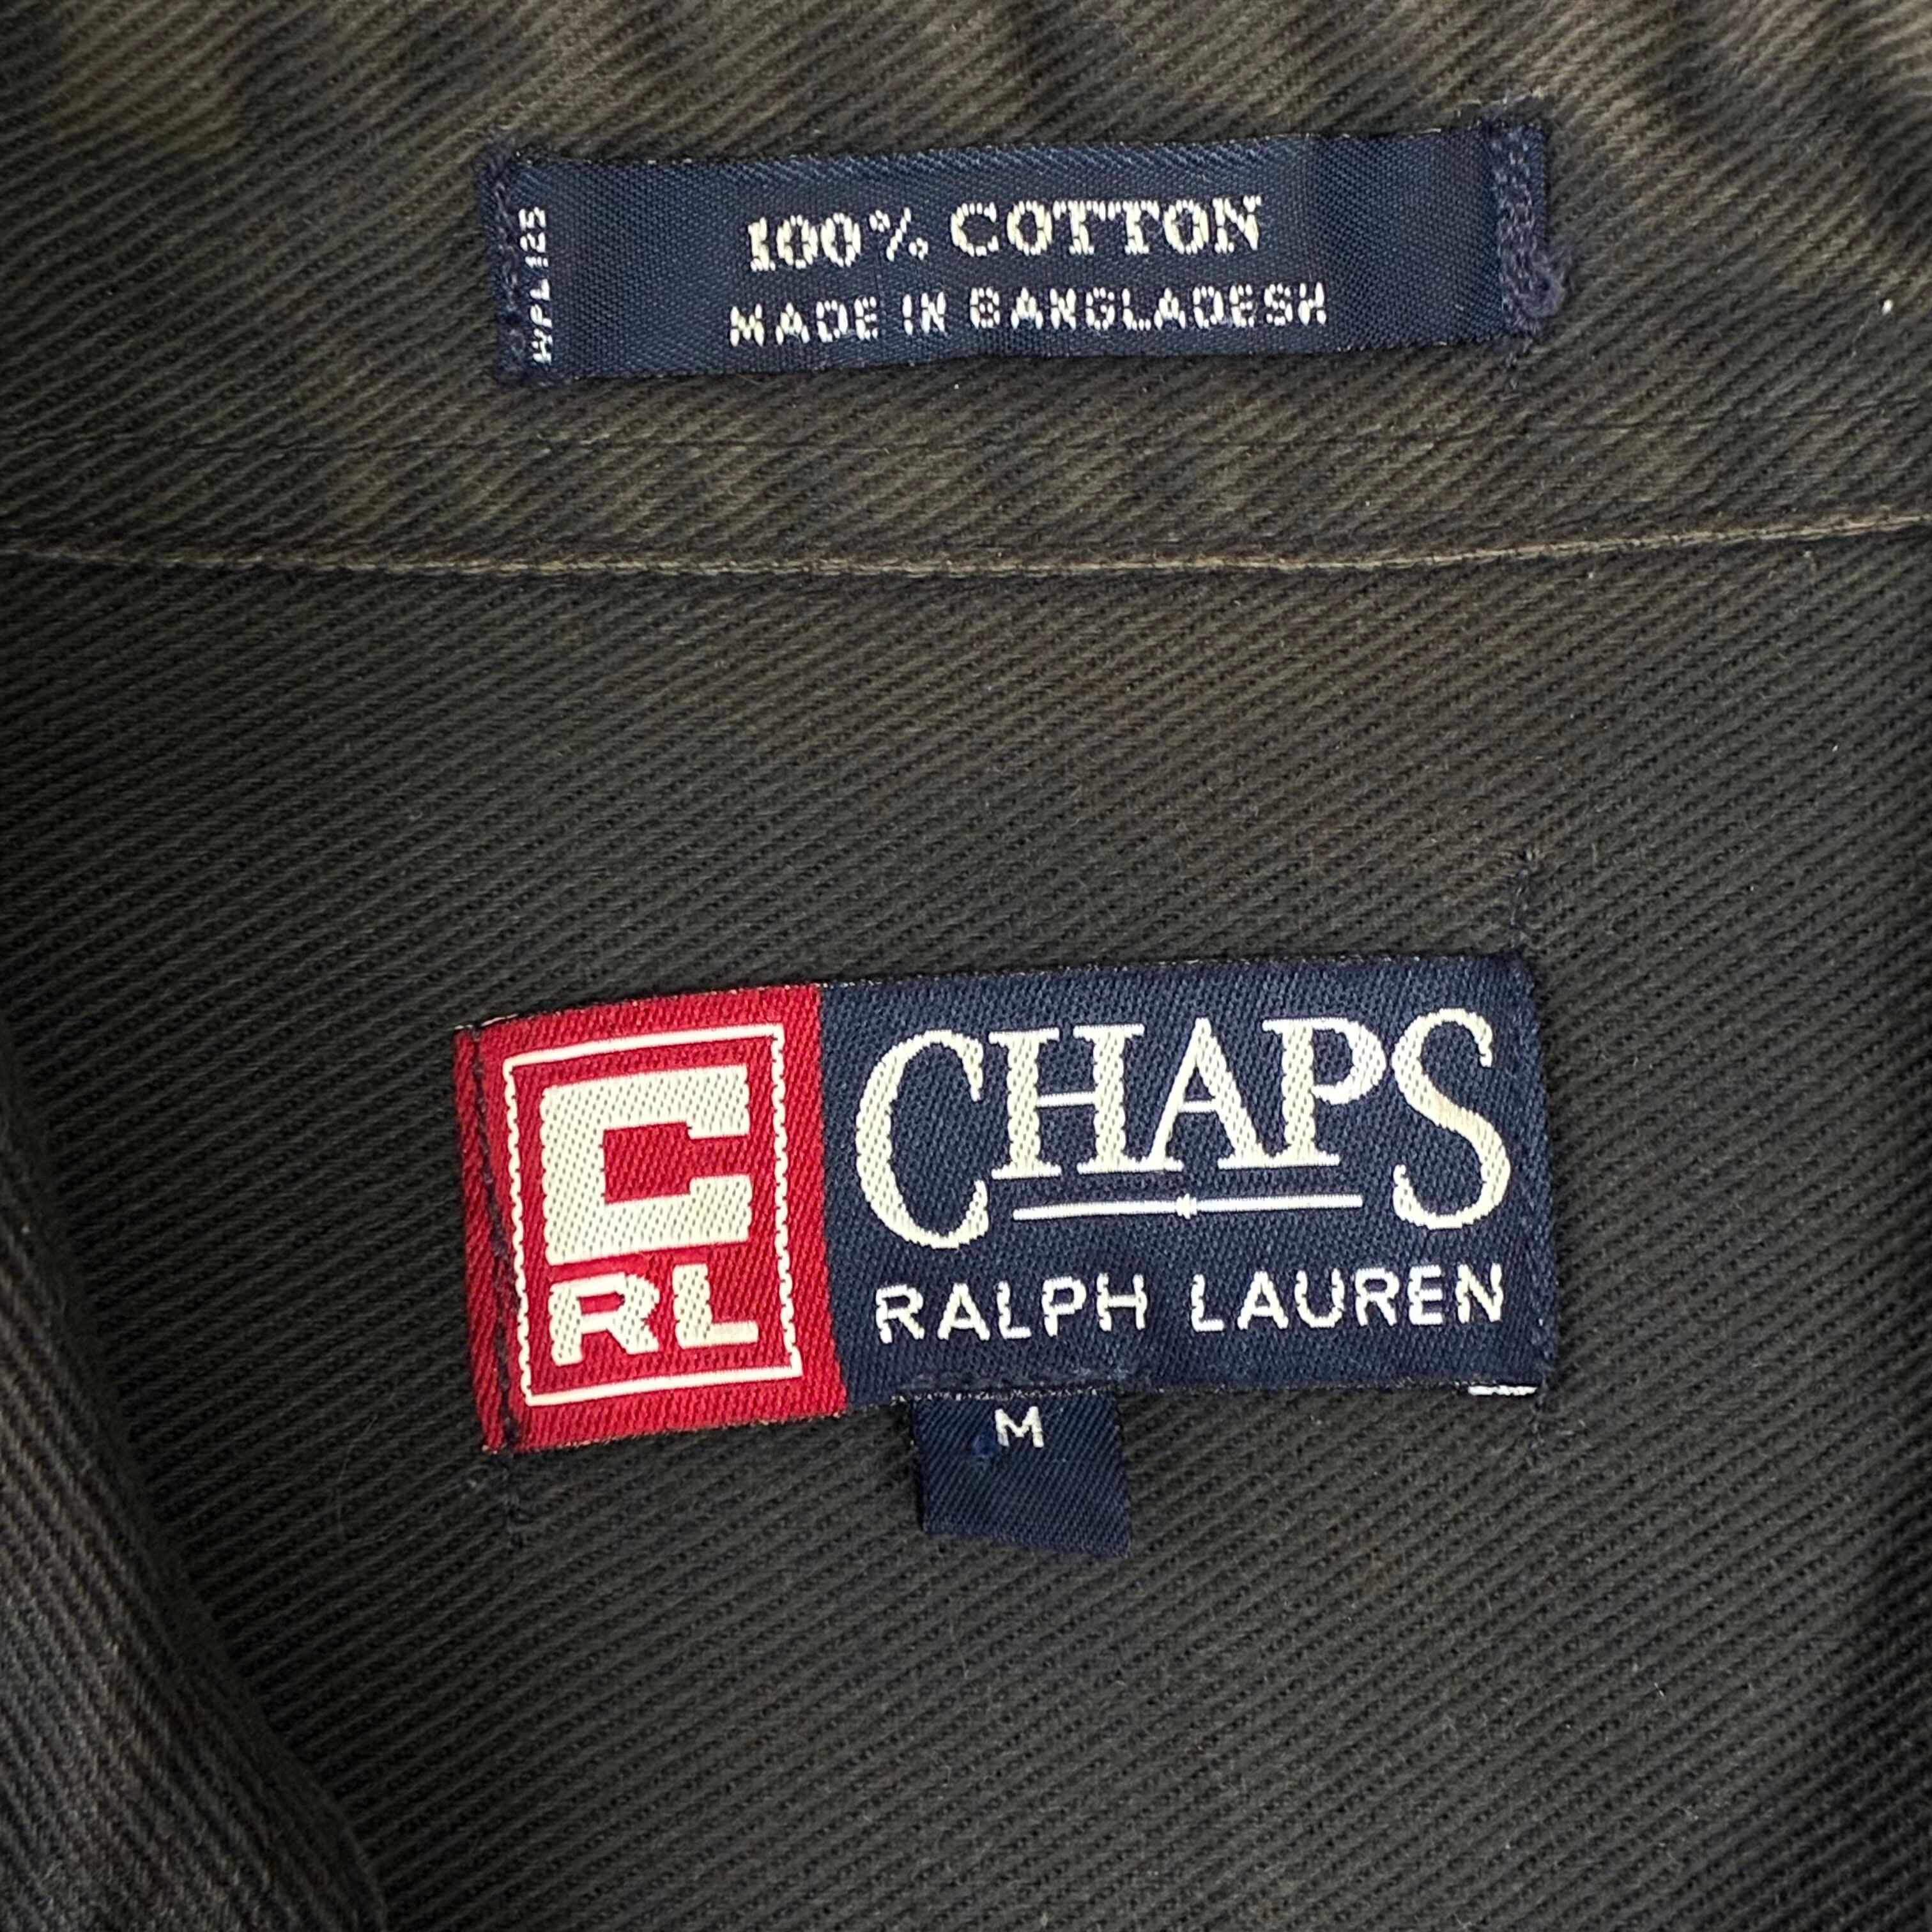 100% COTTON
MADE IN BANGLADESH
WPL 125
C
RL
CHAPS
RALPH LAUREN
M